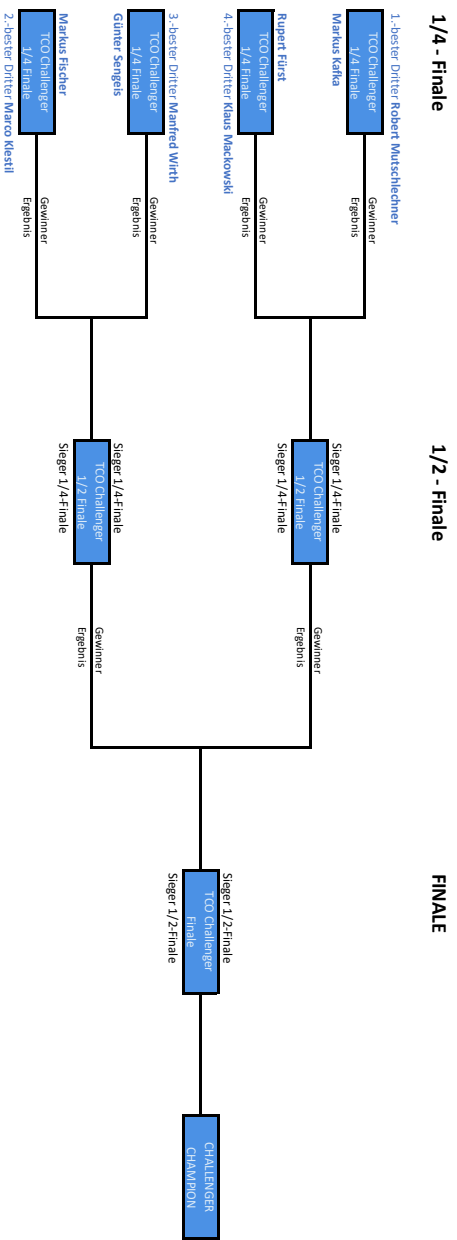 1/4 - Finale
1/2 - Finale
FINALE
1.-bester Dritter Robert Mutschlechner
TCO Challenger
1/4 Finale
Markus Kafka
Gewinner
Ergebnis
Rupert Fürst
TCO Challenger
1/4 Finale
4.-bester Dritter Klaus Mackowski
Gewinner
Ergebnis
3.-bester Dritter Manfred Wirth
TCO Challenger
1/4 Finale
Günter Sengeis
Gewinner
Ergebnis
Markus Fischer
TCO Challenger
1/4 Finale
2.-bester Dritter Marco Klestil
Gewinner
Ergebnis
Sieger 1/4-Finale
TCO Challenger
1/2 Finale
Sieger 1/4-Finale
Gewinner
Ergebnis
Sieger 1/4-Finale
TCO Challenger
1/2 Finale
Sieger 1/4-Finale
Gewinner
Ergebnis
Sieger 1/2-Finale
TCO Challenger
Finale
Sieger 1/2-Finale
CHALLENGER
CHAMPION